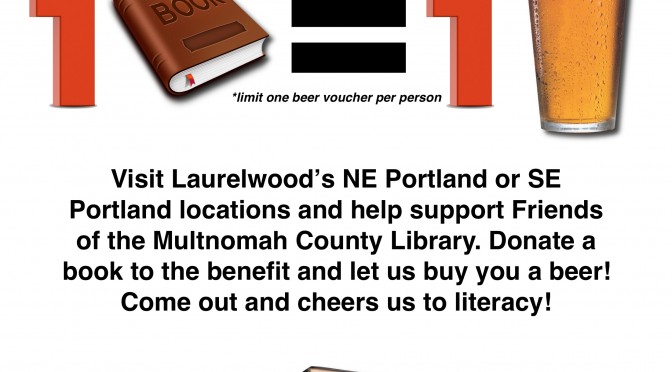 1 BOOK = 1
*limit one beer voucher per person
Visit Laurelwood’s NE Portland or SE
Portland locations and help support Friends
of the Multnomah County Library. Donate a
book to the benefit and let us buy you a beer!
Come out and cheers us to literacy!